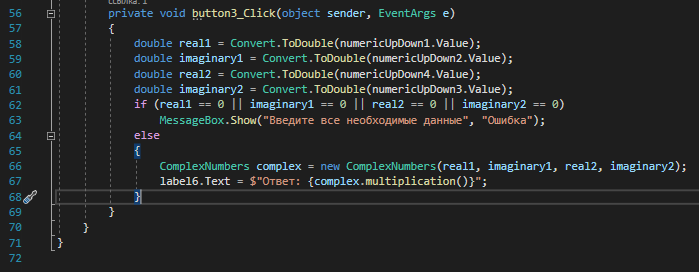 ссылка: 1
56 private void button3_Click(object sender, EventArgs e)
57 {
58 double real1 = Convert.ToDouble(numericUpDown1.Value);
59 double imaginary1 = Convert.ToDouble(numericUpDown2.Value);
60 double real2 = Convert.ToDouble(numericUpDown4.Value);
61 double imaginary2 = Convert.ToDouble(numericUpDown3.Value);
62 if (real1 == 0 || imaginary1 == 0 || real2 == 0 || imaginary2 == 0)
63 MessageBox.Show("Введите все необходимые данные", "Ошибка");
64 else
65 {
66 ComplexNumbers complex = new ComplexNumbers(real1, imaginary1, real2, imaginary2);
67 label6.Text = $"Ответ: {complex.multiplication()}";
68 }
69 }
70 }
71 }
72